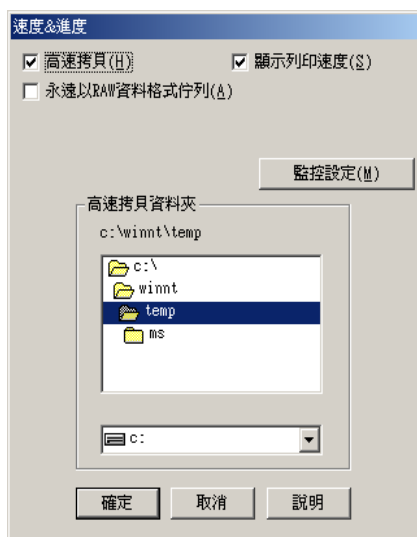 速度&進度
高速拷貝(H) 顯示列印速度(S)
永遠以RAW資料格式佇列(A)
監控設定(M)
高速拷貝資料夾
c:\winnt\temp
c:\
winnt
temp
ms
c:
確定 取消 說明